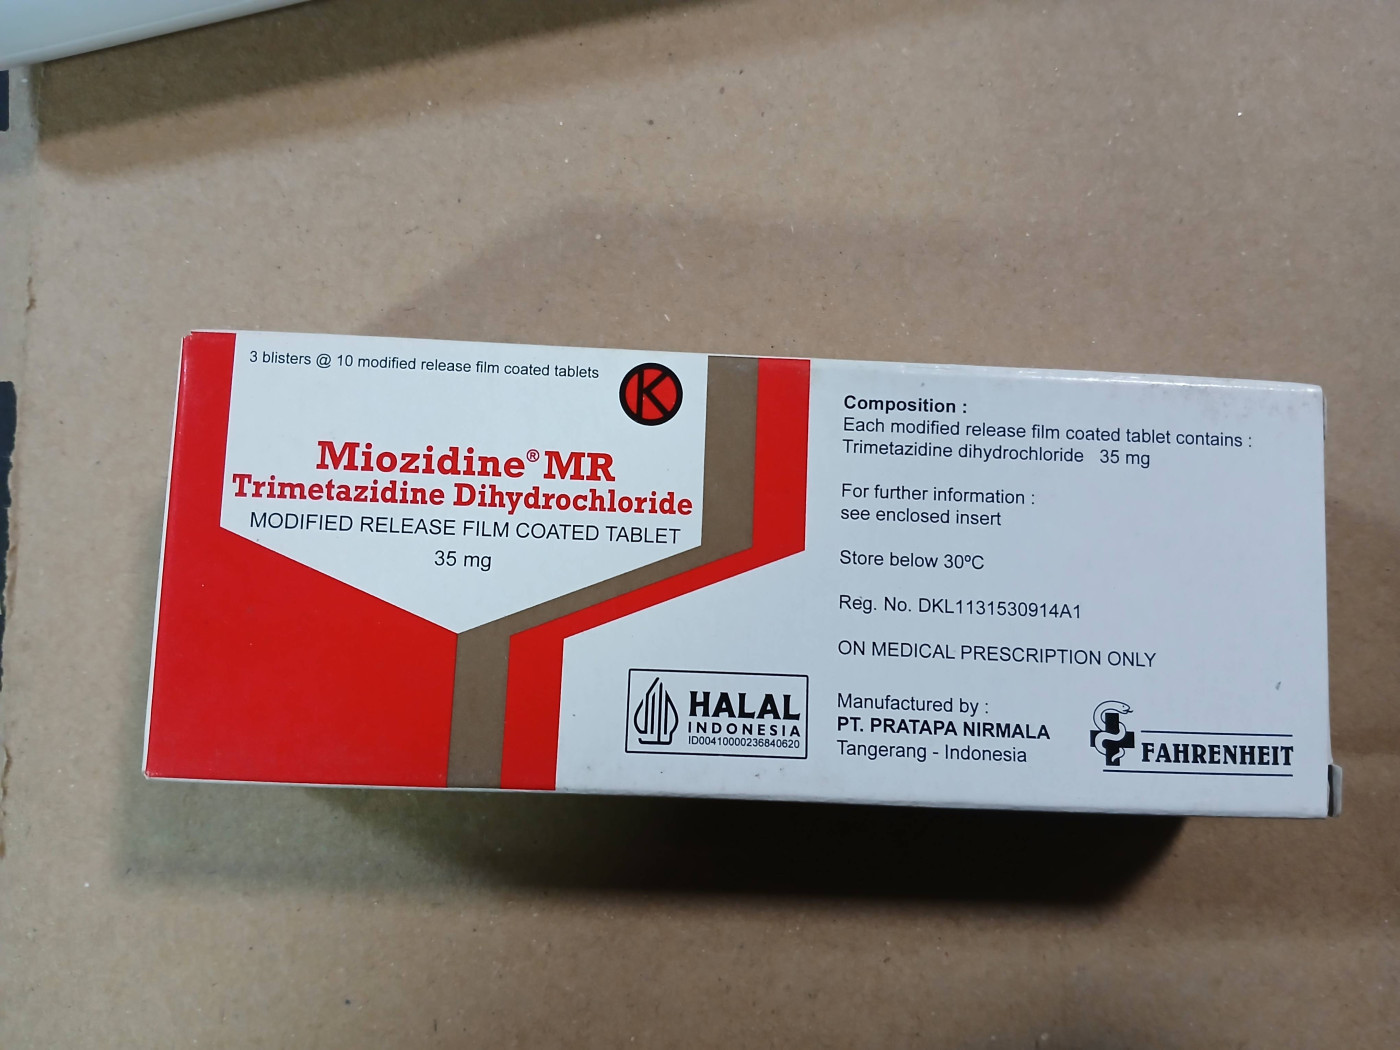 3 blisters @ 10 modified release film coated tablets
K
Miozidine® MR
Trimetazidine Dihydrochloride
MODIFIED RELEASE FILM COATED TABLET
35 mg
HALAL
INDONESIA
ID00410000236840620
Composition :
Each modified release film coated tablet contains :
Trimetazidine dihydrochloride 35 mg
For further information :
see enclosed insert
Store below 30ºC
Reg. No. DKL1131530914A1
ON MEDICAL PRESCRIPTION ONLY
Manufactured by :
PT. PRATAPA NIRMALA
Tangerang - Indonesia
FAHRENHEIT